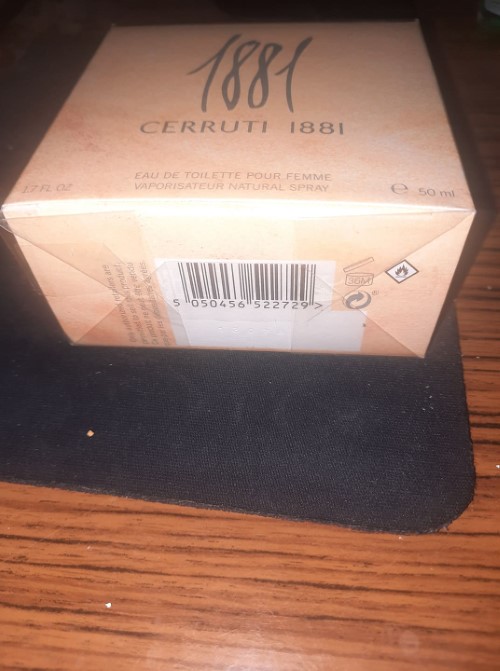 1881
CERRUTI 1881
EAU DE TOILETTE POUR FEMME
VAPORISATEUR NATURAL SPRAY
1.7 FL OZ
e 50 ml
5 050456 522729 >
30M